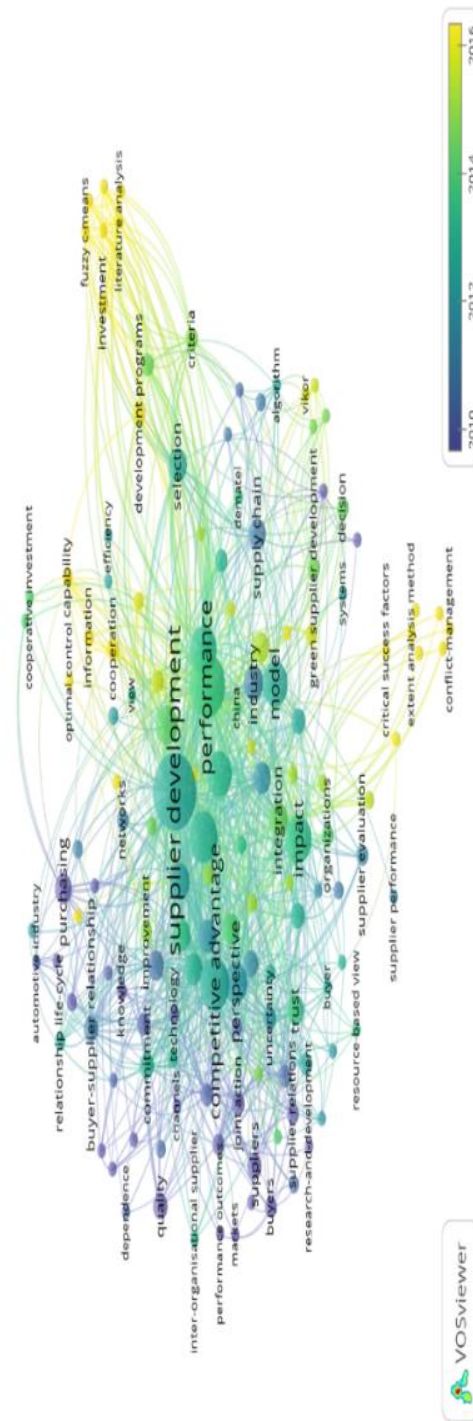 cooperative investment
automotive industry
optimal control capability
relationship life-cycle
purchasing
information
efficiency
fuzzy c-means
investment
literature analysis
buyer-supplier relationship
networks
cooperation
view
development programs
knowledge
improvement
supplier development
selection
criteria
dependence
commitment
technology
channels
performance
quality
competitive advantage
inter-organisational supplier
perspective
china
dematel
algorithm
performance outcomes
joint action
industry
supply chain
vikor
markets
suppliers
uncertainty
integration
model
green supplier development
decision
buyers
supplier relations
trust
impact
systems
research-and-development
buyer
organizations
supplier evaluation
critical success factors
resource based view
supplier performance
extent analysis method
conflict-management
VOSviewer
2010
2012
2014
2016